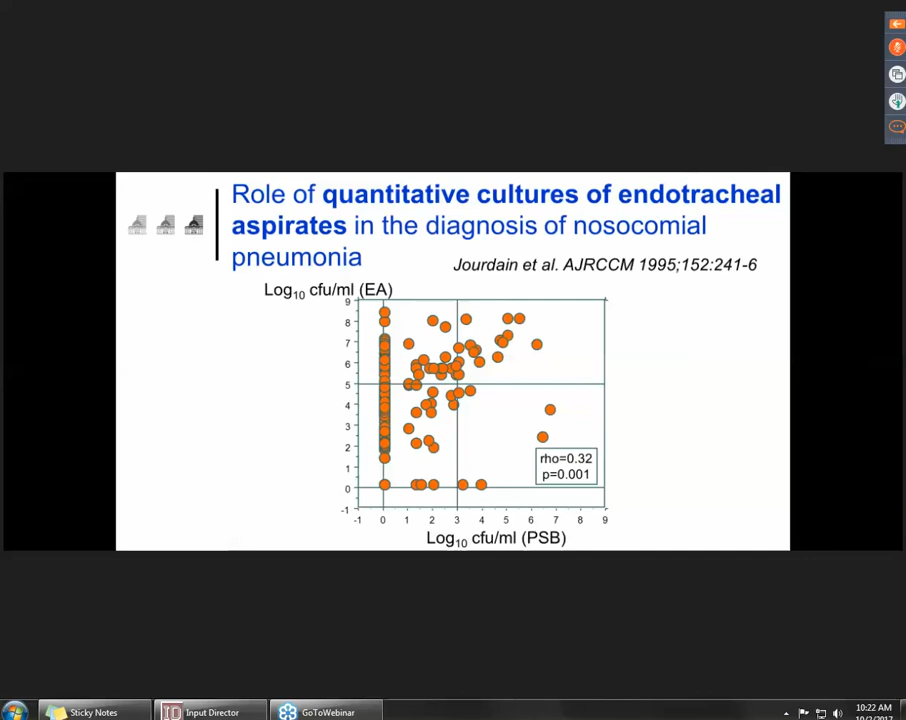 Role of quantitative cultures of endotracheal
aspirates in the diagnosis of nosocomial
pneumonia
Jourdain et al. AJRCCM 1995;152:241-6
Log10 cfu/ml (EA)
9
8
7
6
5
4
3
2
1
0
-1
rho=0.32
p=0.001
-1 0 1 2 3 4 5 6 7 8 9
Log10 cfu/ml (PSB)
Sticky Notes
ID Input Director
GoToWebinar
10:22 AM